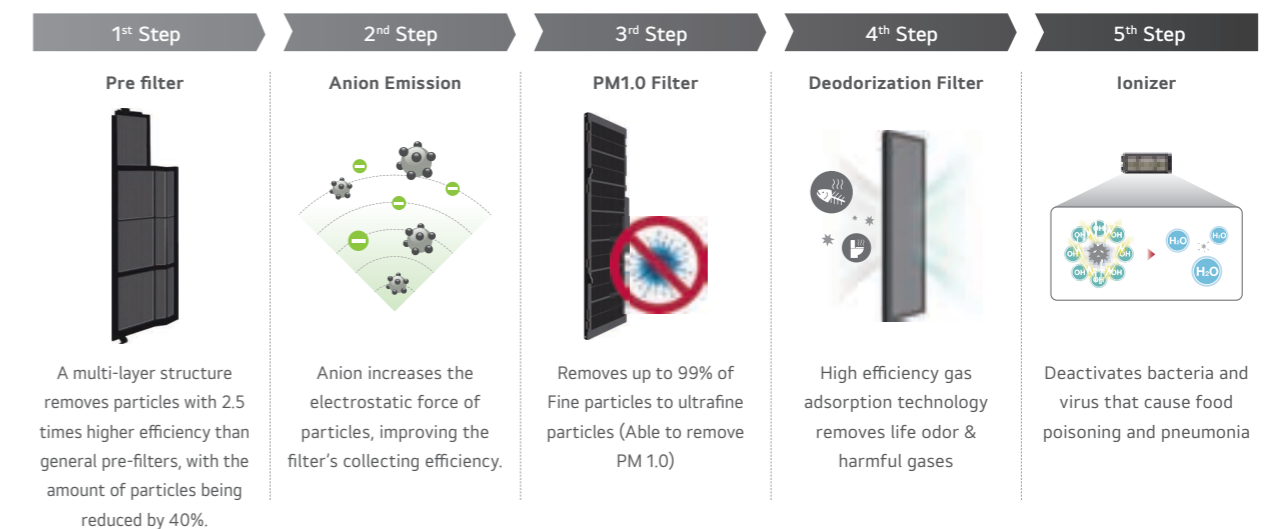 1st Step
2nd Step
3rd Step
4th Step
5th Step
Pre filter
Anion Emission
PM1.0 Filter
Deodorization Filter
Ionizer
OH
OH
OH
OH
OH
OH
OH
OH
H₂O
H₂O
H₂O
A multi-layer structure
removes particles with 2.5
times higher efficiency than
general pre-filters, with the
amount of particles being
reduced by 40%.
Anion increases the
electrostatic force of
particles, improving the
filter's collecting efficiency.
Removes up to 99% of
Fine particles to ultrafine
particles (Able to remove
PM 1.0)
High efficiency gas
adsorption technology
removes life odor &
harmful gases
Deactivates bacteria and
virus that cause food
poisoning and pneumonia